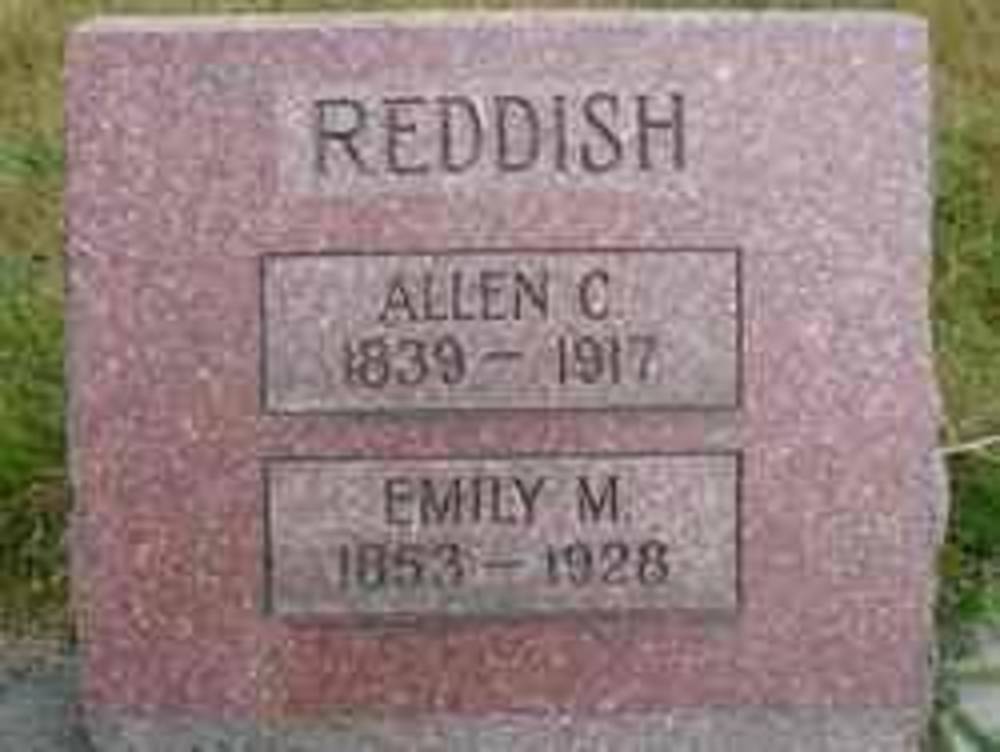 REDDISH
ALLEN C.
1839 - 1917
EMILY M.
1853 - 1928